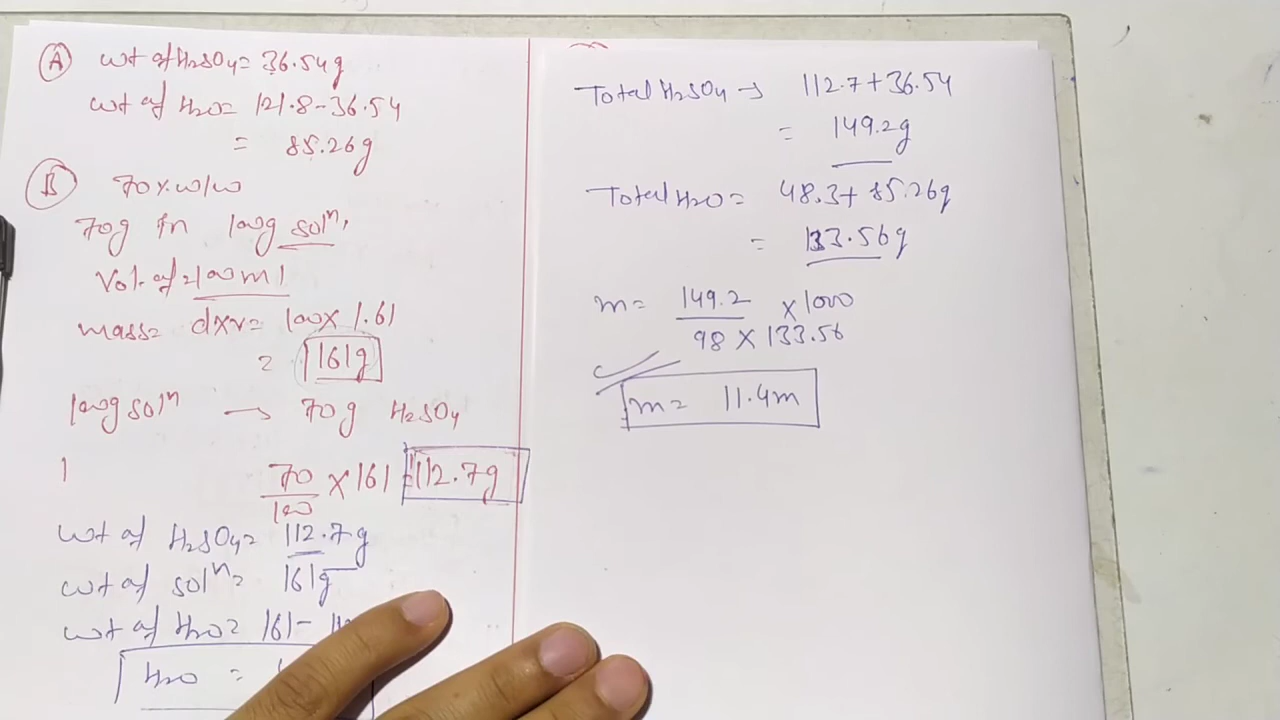 A wt of H₂SO₄ = 36.54g
wt of H₂O = 121.8 - 36.54
= 85.26g
B 70% w/w
70g in 100g solⁿ.
Vol. of = 100 ml
mass = d×v = 100 × 1.61
= 161g
100g solⁿ → 70g H₂SO₄
1 70/100 × 161 = 112.7g
wt of H₂SO₄ = 112.7g
wt of solⁿ = 161g
wt of H₂O = 161 -
H₂O =
Total H₂SO₄ → 112.7 + 36.54
= 149.2g
Total H₂O = 48.3 + 85.26g
= 133.56g
m = 149.2 / 98 × 133.56 × 1000
m = 11.4m